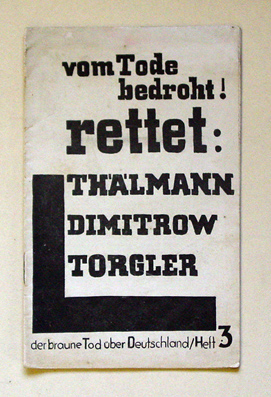 vom Tode
bedroht!
rettet:
THÄLMANN
DIMITROW
TORGLER
der braune Tod über Deutschland/Heft 3